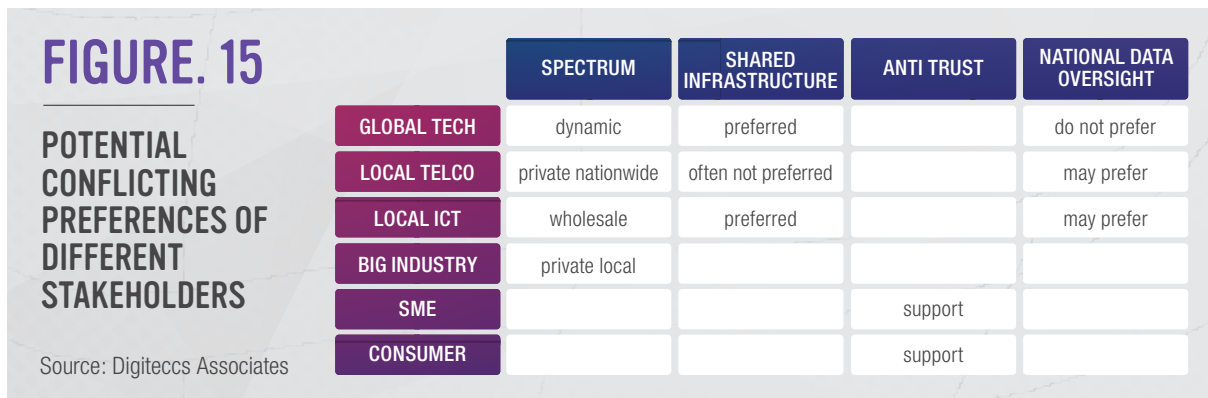 FIGURE. 15
POTENTIAL
CONFLICTING
PREFERENCES OF
DIFFERENT
STAKEHOLDERS
Source: Digiteccs Associates
SPECTRUM
SHARED
INFRASTRUCTURE
ANTI TRUST
NATIONAL DATA
OVERSIGHT
GLOBAL TECH
dynamic
preferred
do not prefer
LOCAL TELCO
private nationwide
often not preferred
may prefer
LOCAL ICT
wholesale
preferred
may prefer
BIG INDUSTRY
private local
SME
support
CONSUMER
support